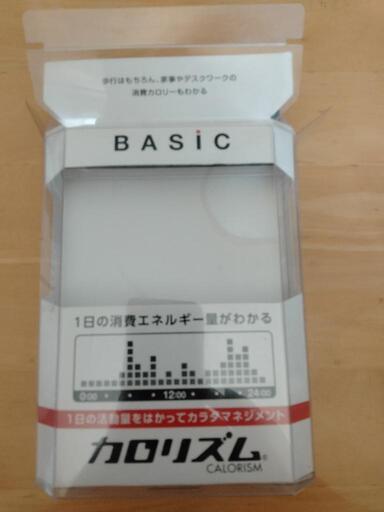 歩行はもちろん、家事やデスクワークの
消費カロリーもわかる
BASiC
1日の消費エネルギー量がわかる
0:00 12:00 24:00
1日の活動量をはかってカラダマネジメント
カロリズム®
CALORISM